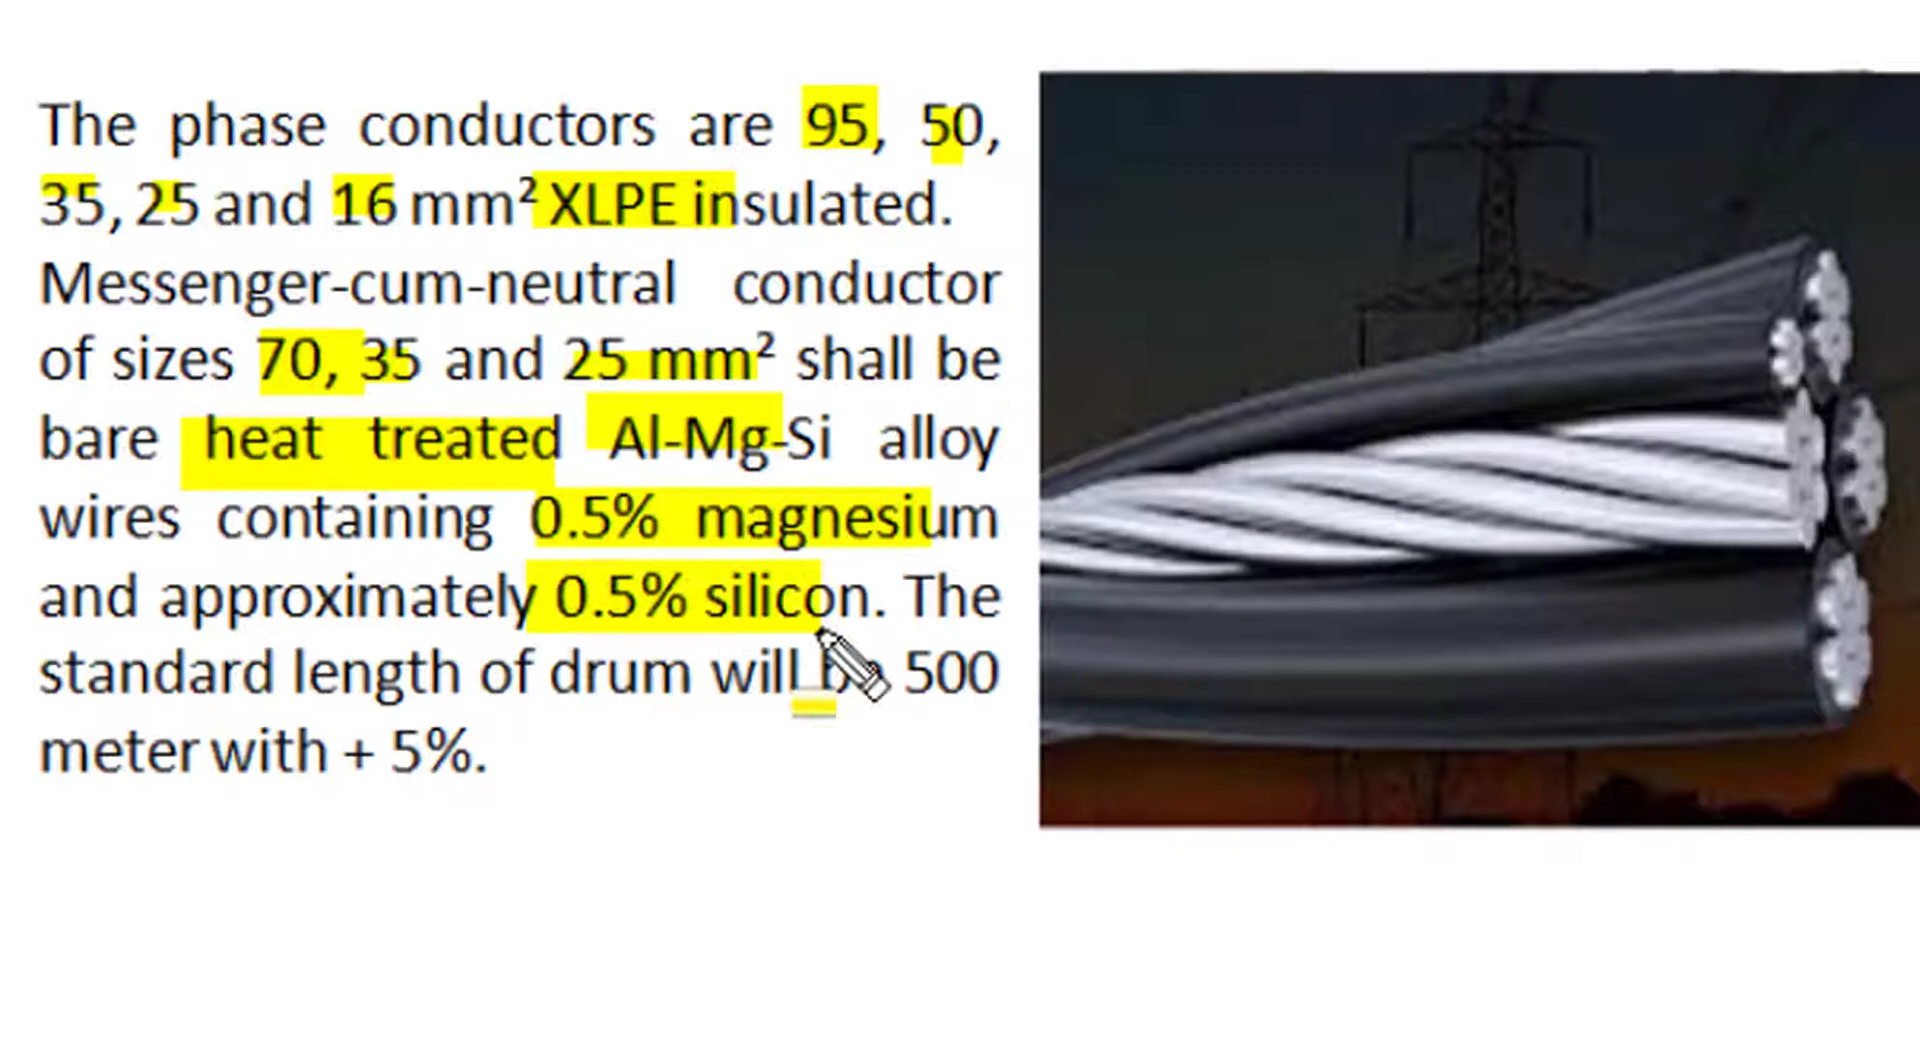 The phase conductors are 95, 50,
35, 25 and 16 mm² XLPE insulated.
Messenger-cum-neutral conductor
of sizes 70, 35 and 25 mm² shall be
bare heat treated Al-Mg-Si alloy
wires containing 0.5% magnesium
and approximately 0.5% silicon. The
standard length of drum will 500
meter with + 5%.